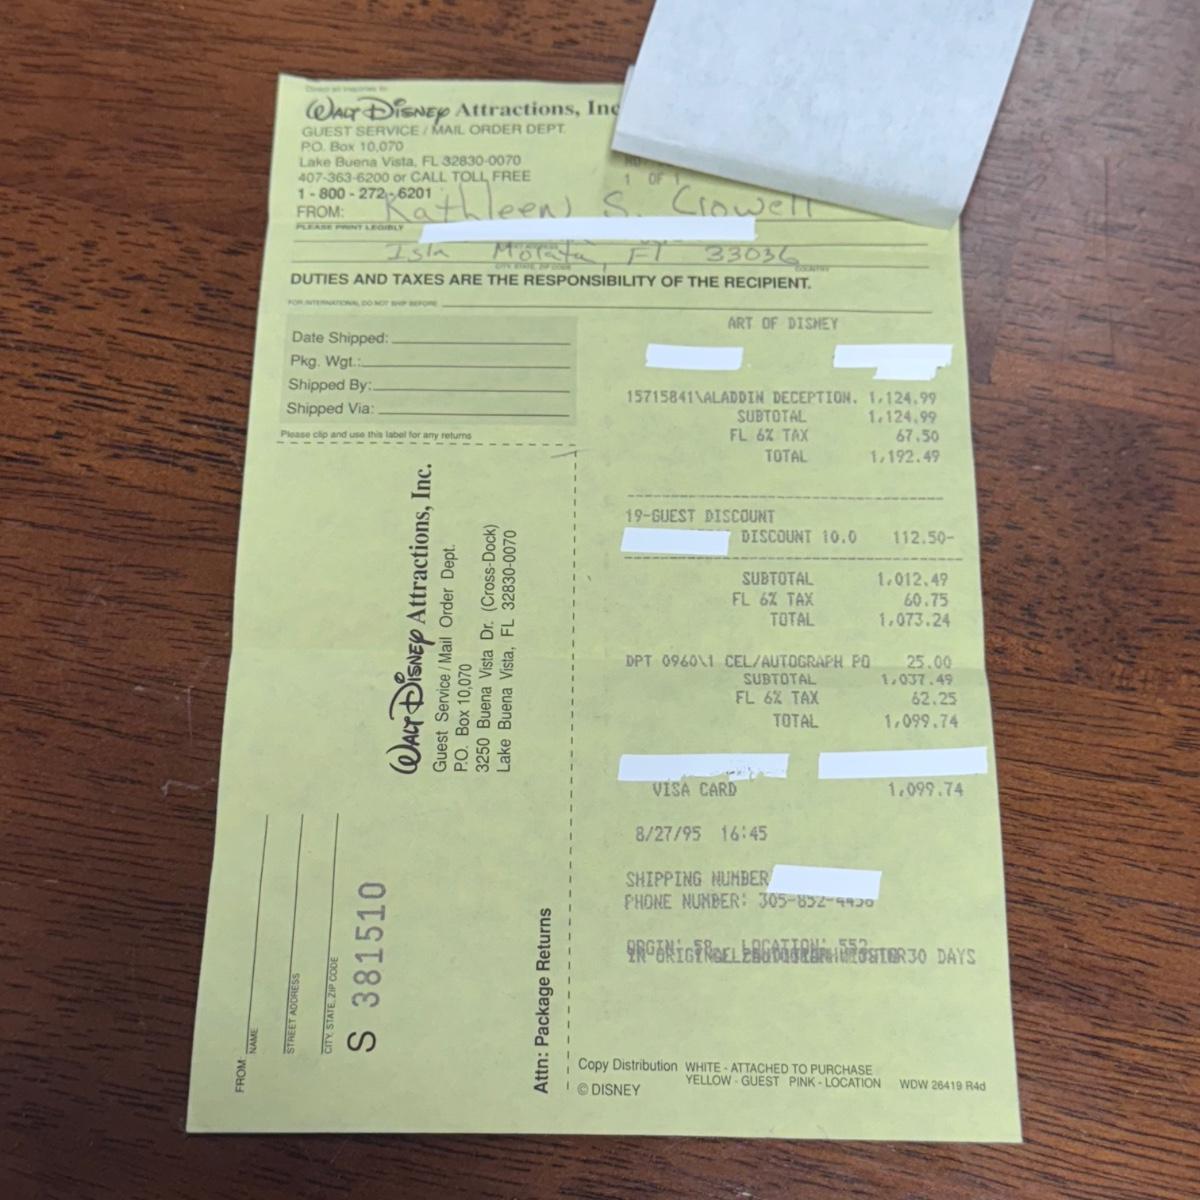 Direct all inquiries to:
WALT DISNEY Attractions, Inc
GUEST SERVICE / MAIL ORDER DEPT.
P.O. Box 10,070
Lake Buena Vista, FL 32830-0070
407-363-6200 or CALL TOLL FREE
1 - 800 - 272 - 6201
1 OF 1
FROM: Kathleen S. Crowell
PLEASE PRINT LEGIBLY
Isla Morata Fl 33036
CITY, STATE, ZIP CODE COUNTRY
DUTIES AND TAXES ARE THE RESPONSIBILITY OF THE RECIPIENT.
FOR INTERNATIONAL DO NOT SHIP BEFORE
Date Shipped:
Pkg. Wgt.:
Shipped By:
Shipped Via:
Please clip and use this label for any returns
WALT DISNEY Attractions, Inc.
Guest Service / Mail Order Dept.
P.O. Box 10,070
3250 Buena Vista Dr. (Cross-Dock)
Lake Buena Vista, FL 32830-0070
FROM:
NAME
STREET ADDRESS
CITY, STATE, ZIP CODE
S 381510
Attn: Package Returns
ART OF DISNEY
15715841\ALADDIN DECEPTION. 1,124.99
SUBTOTAL 1,124.99
FL 6% TAX 67.50
TOTAL 1,192.49
19-GUEST DISCOUNT
DISCOUNT 10.0 112.50-
SUBTOTAL 1,012.49
FL 6% TAX 60.75
TOTAL 1,073.24
DPT 0960\1 CEL/AUTOGRAPH PO 25.00
SUBTOTAL 1,037.49
FL 6% TAX 62.25
TOTAL 1,099.74
VISA CARD 1,099.74
8/27/95 16:45
SHIPPING NUMBER
PHONE NUMBER: 305-852-4456
ORGIN: 58 LOCATION: 552
30 DAYS
Copy Distribution WHITE - ATTACHED TO PURCHASE
YELLOW - GUEST PINK - LOCATION WDW 26419 R4d
© DISNEY